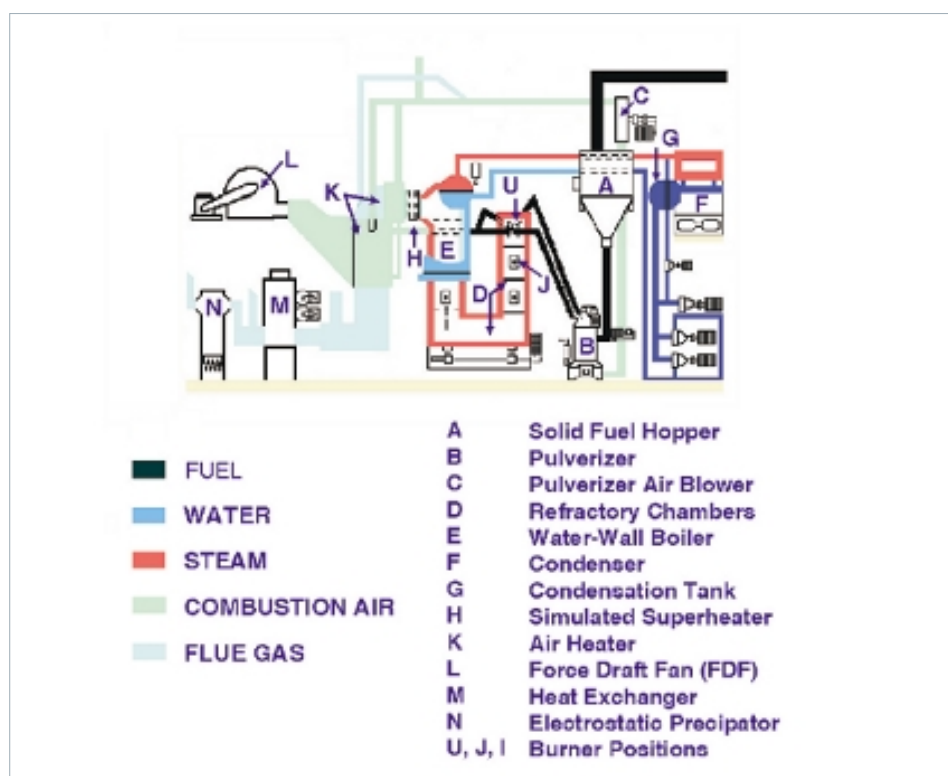 C
L
G
U
K
U
A
F
U
H
E
J
D
N
M
B
A Solid Fuel Hopper
B Pulverizer
C Pulverizer Air Blower
D Refractory Chambers
E Water-Wall Boiler
F Condenser
G Condensation Tank
H Simulated Superheater
K Air Heater
L Force Draft Fan (FDF)
M Heat Exchanger
N Electrostatic Precipator
U, J, I Burner Positions
FUEL
WATER
STEAM
COMBUSTION AIR
FLUE GAS